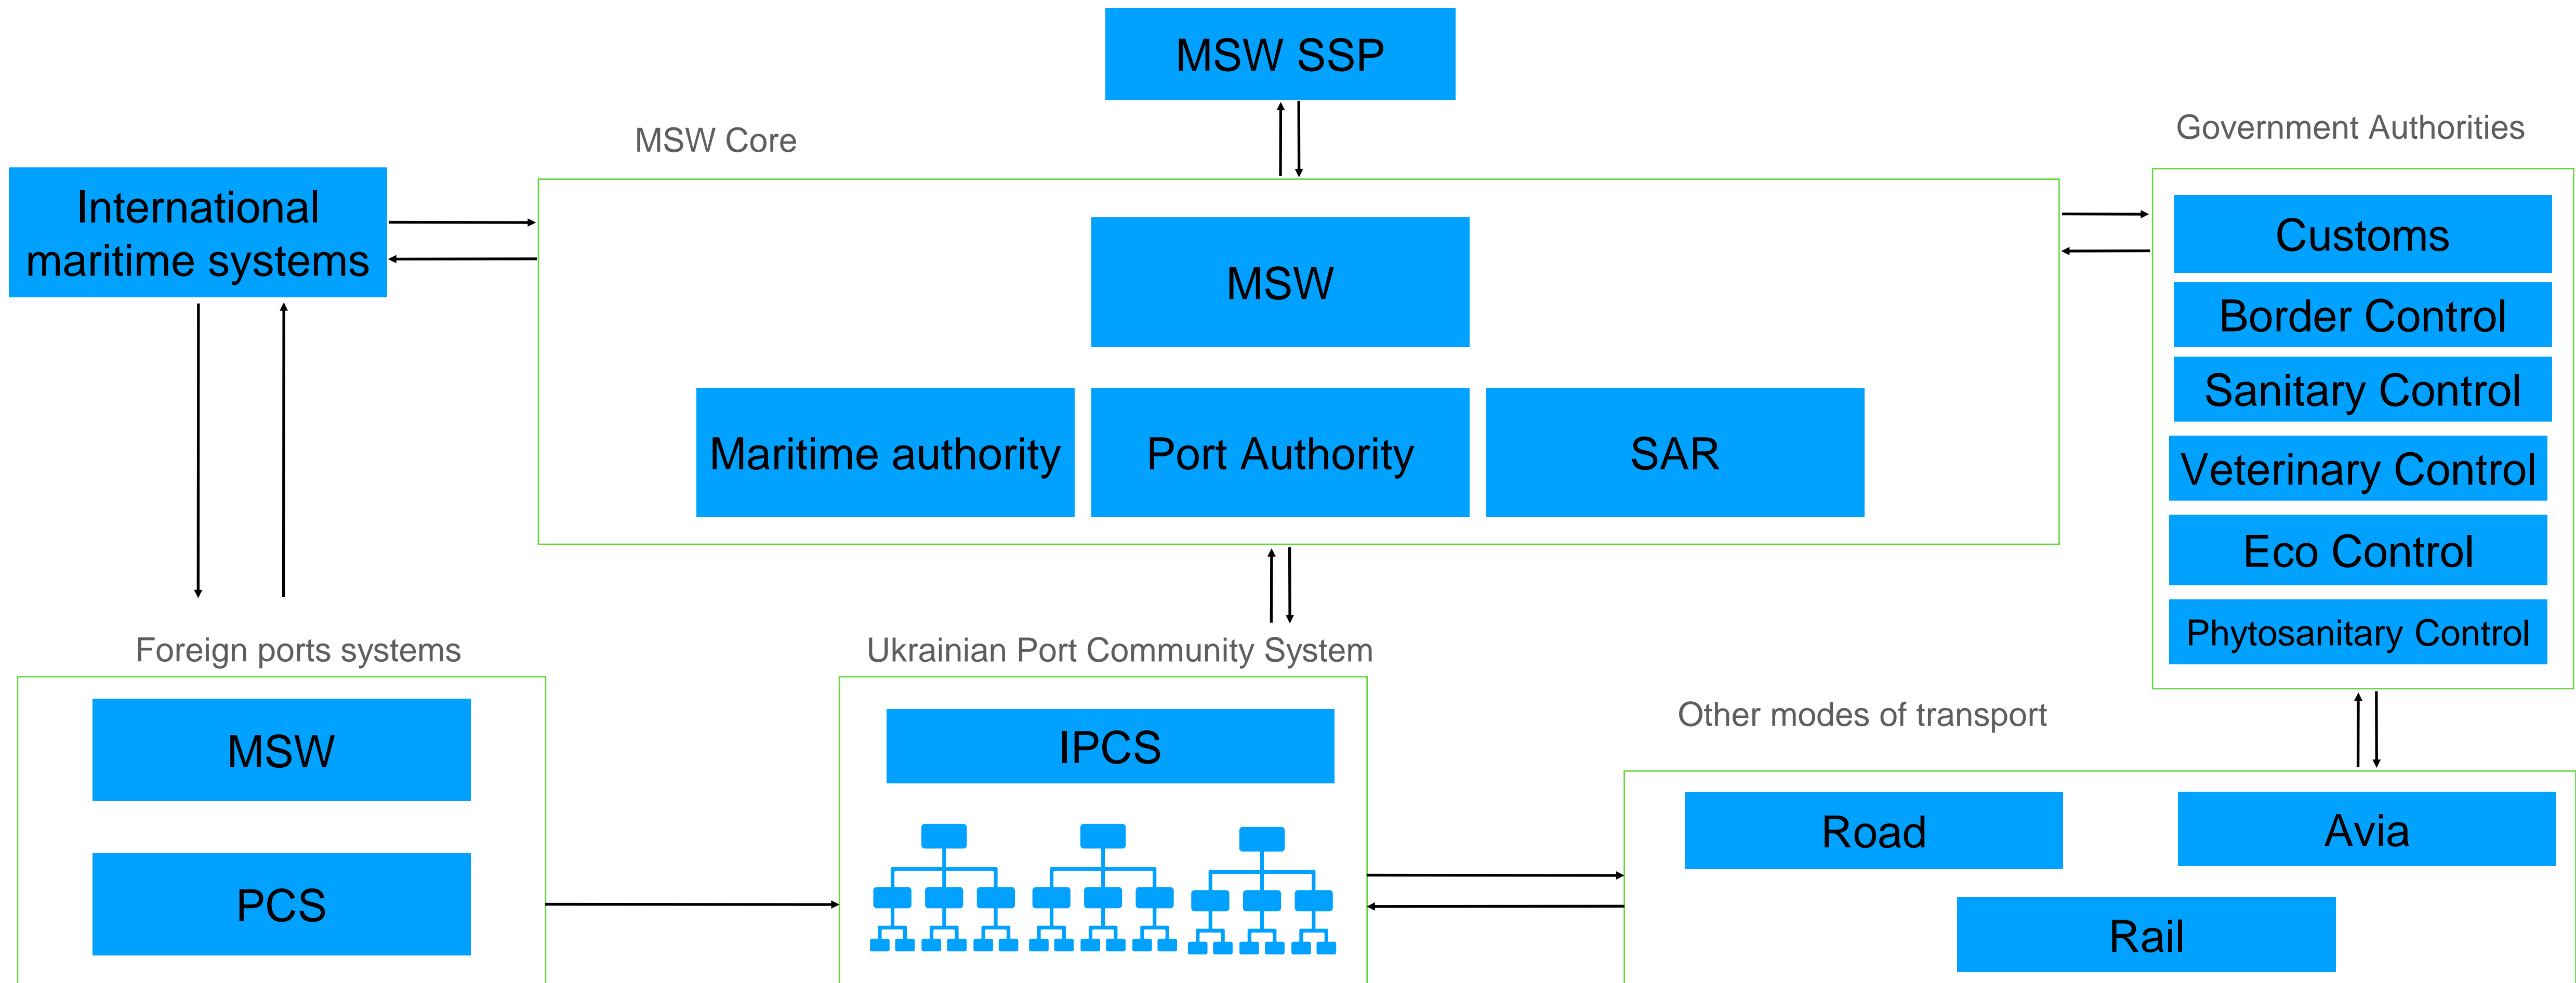 MSW SSP
MSW Core
Government Authorities
International
maritime systems
MSW
Maritime authority
Port Authority
SAR
Customs
Border Control
Sanitary Control
Veterinary Control
Eco Control
Phytosanitary Control
Foreign ports systems
MSW
PCS
Ukrainian Port Community System
IPCS
Other modes of transport
Road
Avia
Rail